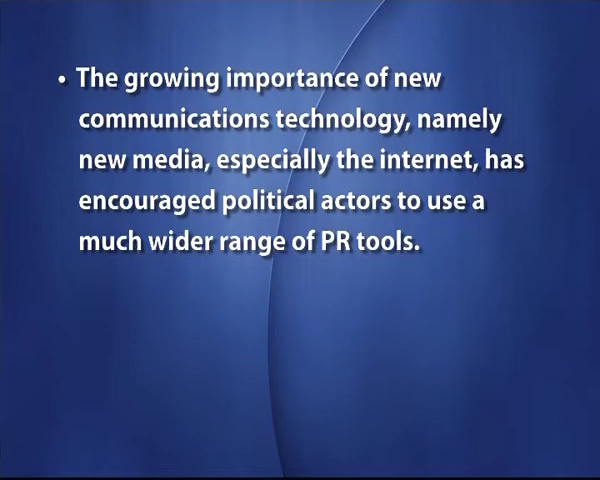 • The growing importance of new
communications technology, namely
new media, especially the internet, has
encouraged political actors to use a
much wider range of PR tools.